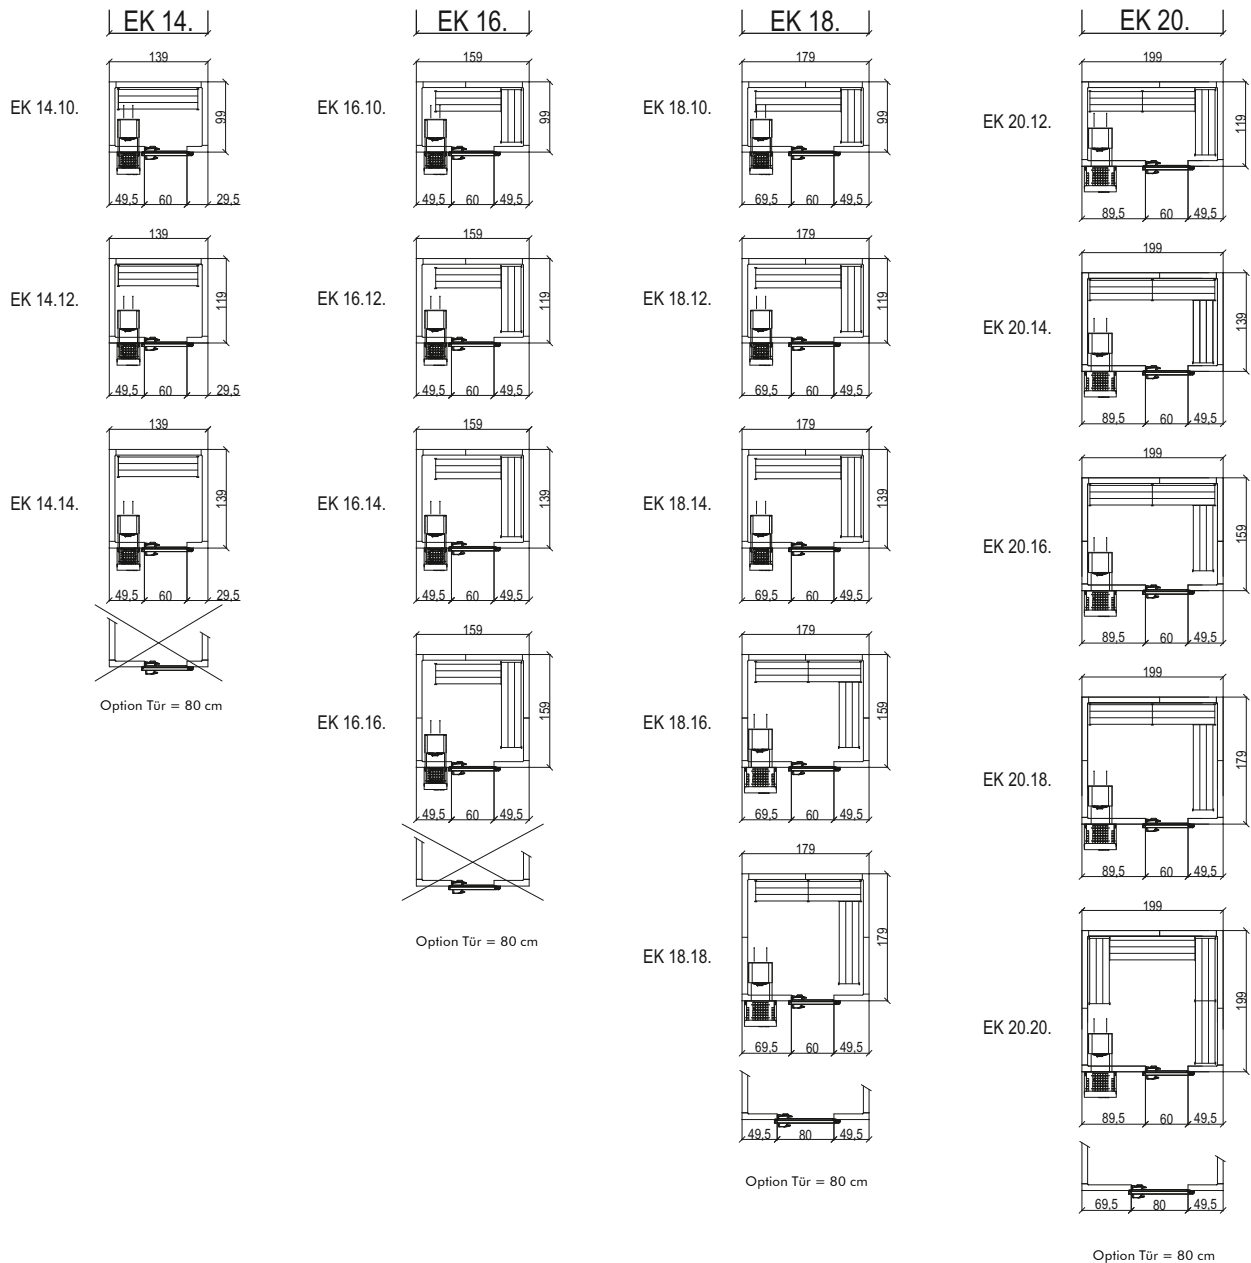 EK 14.
139
EK 14.10.
99
49,5 60 29,5
139
EK 14.12.
119
49,5 60 29,5
139
EK 14.14.
139
49,5 60 29,5
Option Tür = 80 cm
EK 16.
159
EK 16.10.
99
49,5 60 49,5
159
EK 16.12.
119
49,5 60 49,5
159
EK 16.14.
139
49,5 60 49,5
159
EK 16.16.
159
49,5 60 49,5
Option Tür = 80 cm
EK 18.
179
EK 18.10.
99
69,5 60 49,5
179
EK 18.12.
119
69,5 60 49,5
179
EK 18.14.
139
69,5 60 49,5
179
EK 18.16.
159
69,5 60 49,5
179
EK 18.18.
179
69,5 60 49,5
49,5 80 49,5
Option Tür = 80 cm
EK 20.
199
EK 20.12.
119
89,5 60 49,5
199
EK 20.14.
139
89,5 60 49,5
199
EK 20.16.
159
89,5 60 49,5
199
EK 20.18.
179
89,5 60 49,5
199
EK 20.20.
199
89,5 60 49,5
69,5 80 49,5
Option Tür = 80 cm